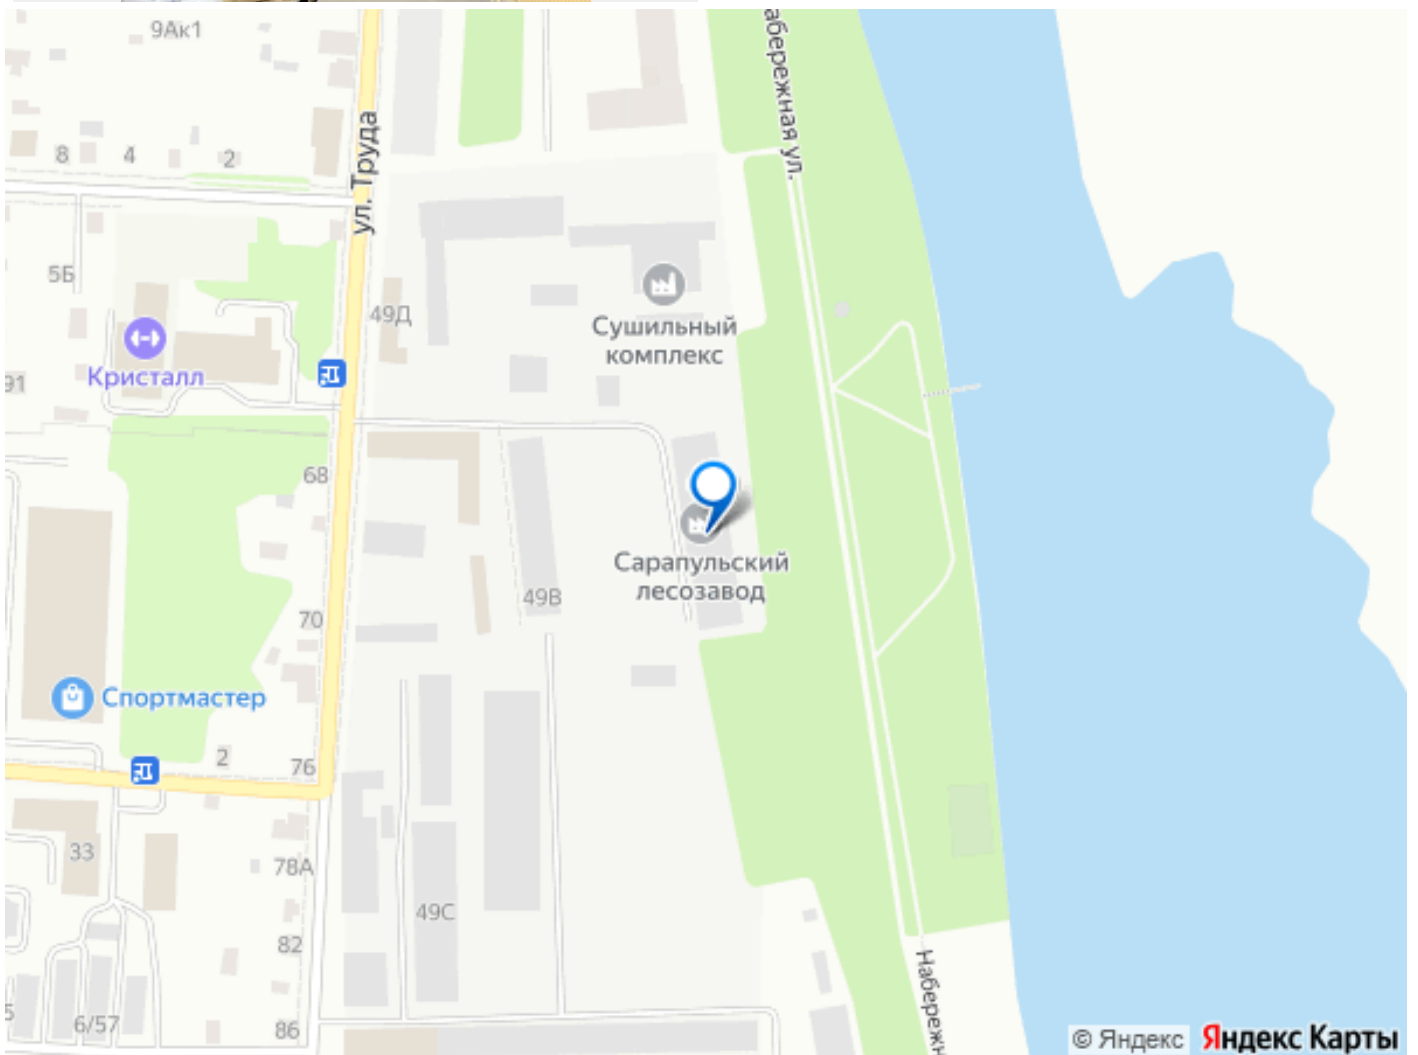 9Ак1
абережная ул.
ул. Труда
8
4
2
5Б
49Д
Сушильный
комплекс
Кристалл
91
68
Сарапульский
лесозавод
49В
70
Спортмастер
2
76
33
78А
49С
82
Набережн
5
6/57
86
© Яндекс
Яндекс Карты